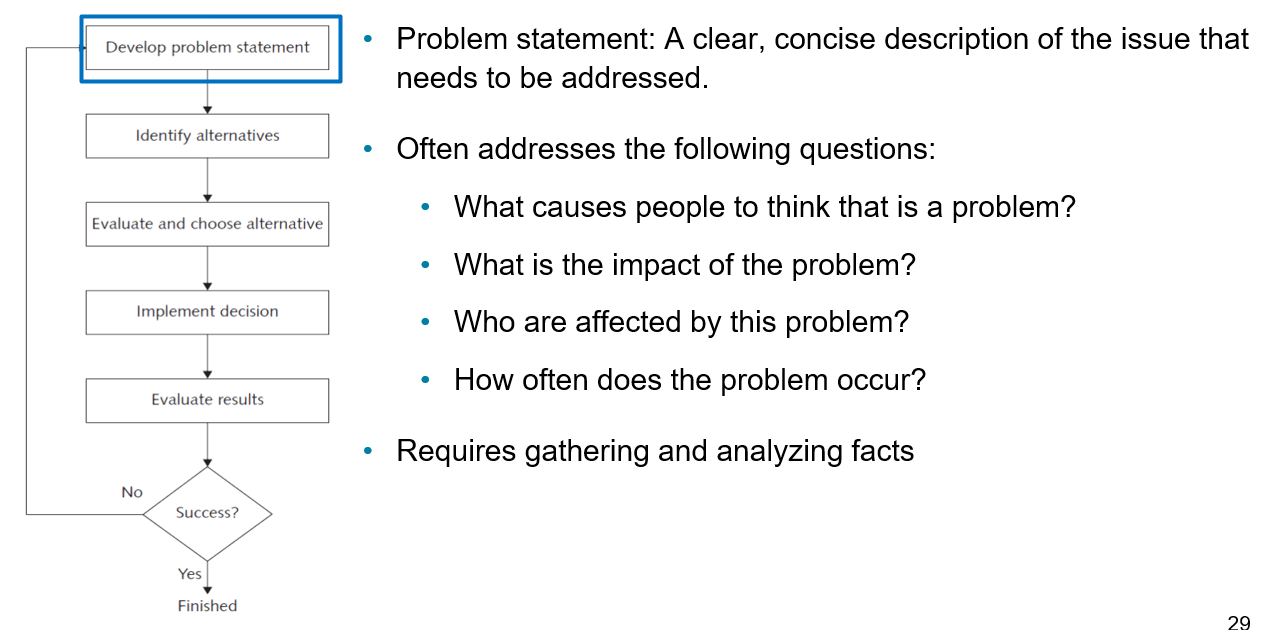 Develop problem statement
Identify alternatives
Evaluate and choose alternative
Implement decision
Evaluate results
No
Success?
Yes
Finished
• Problem statement: A clear, concise description of the issue that
needs to be addressed.
• Often addresses the following questions:
• What causes people to think that is a problem?
• What is the impact of the problem?
• Who are affected by this problem?
• How often does the problem occur?
• Requires gathering and analyzing facts
29